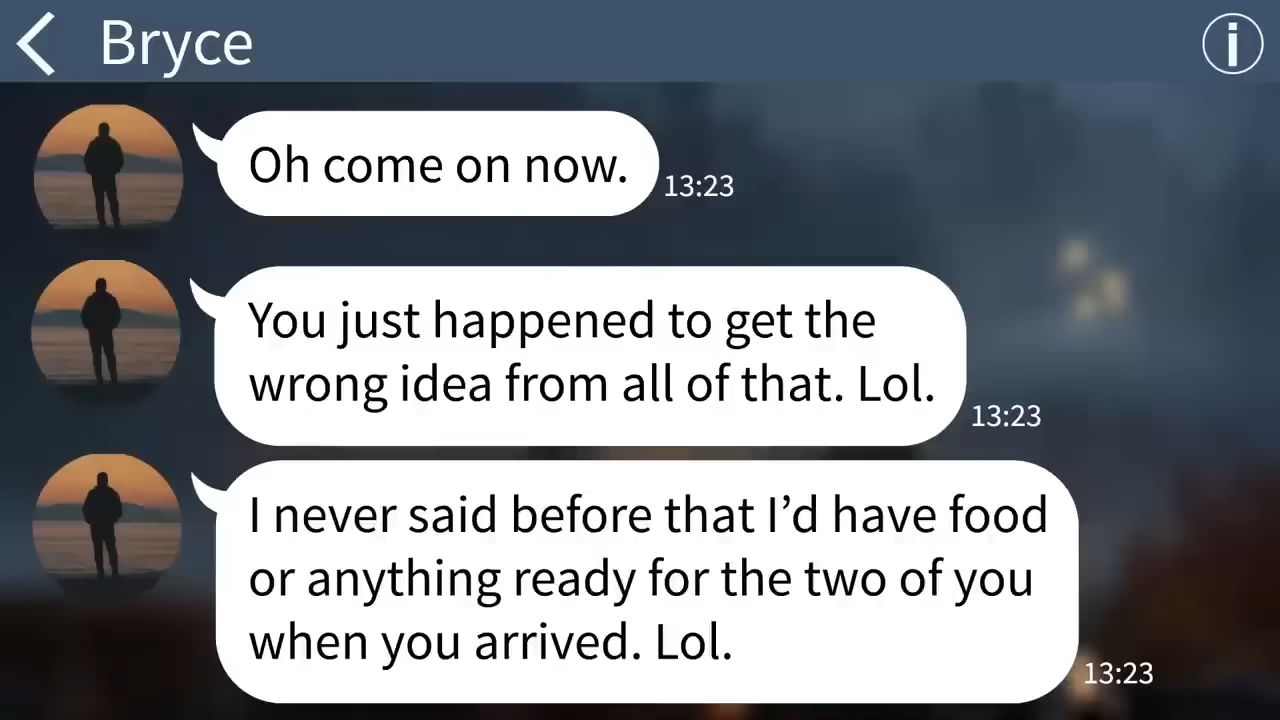 Bryce
Oh come on now.
13:23
You just happened to get the
wrong idea from all of that. Lol.
13:23
I never said before that I’d have food
or anything ready for the two of you
when you arrived. Lol.
13:23